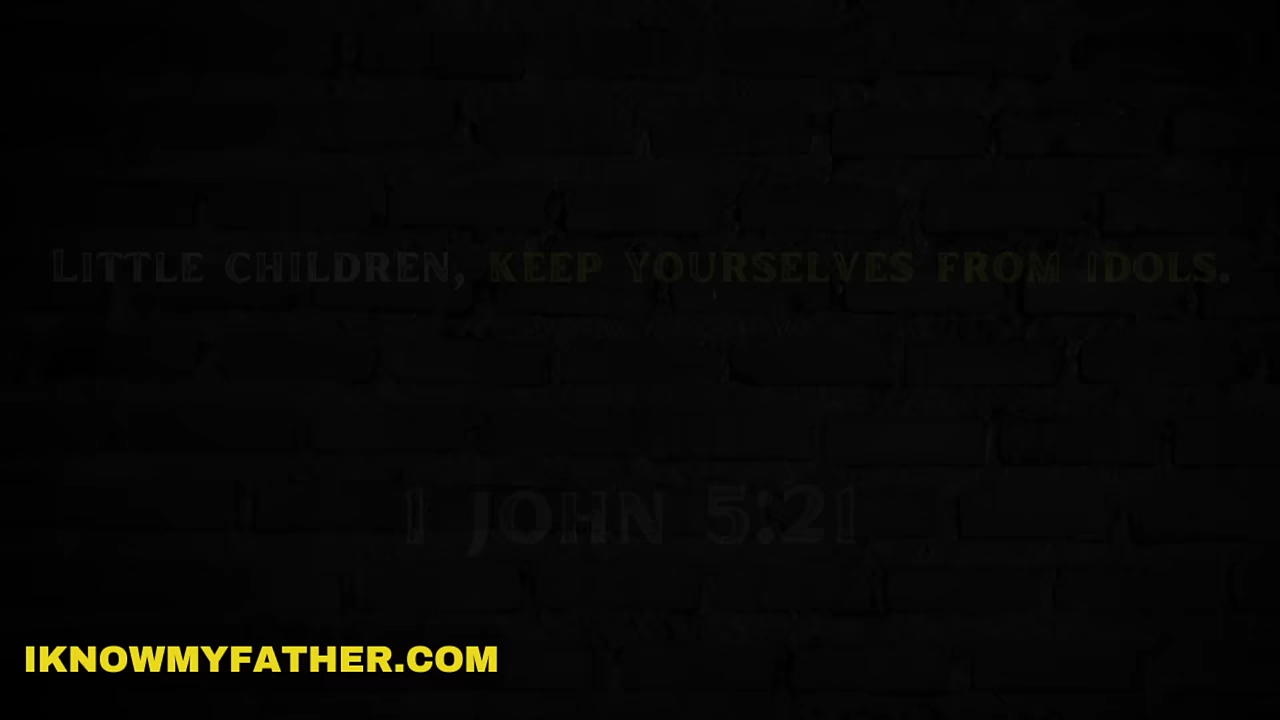 Little children, keep yourselves from idols.
1 John 5:21
IKNOWMYFATHER.COM